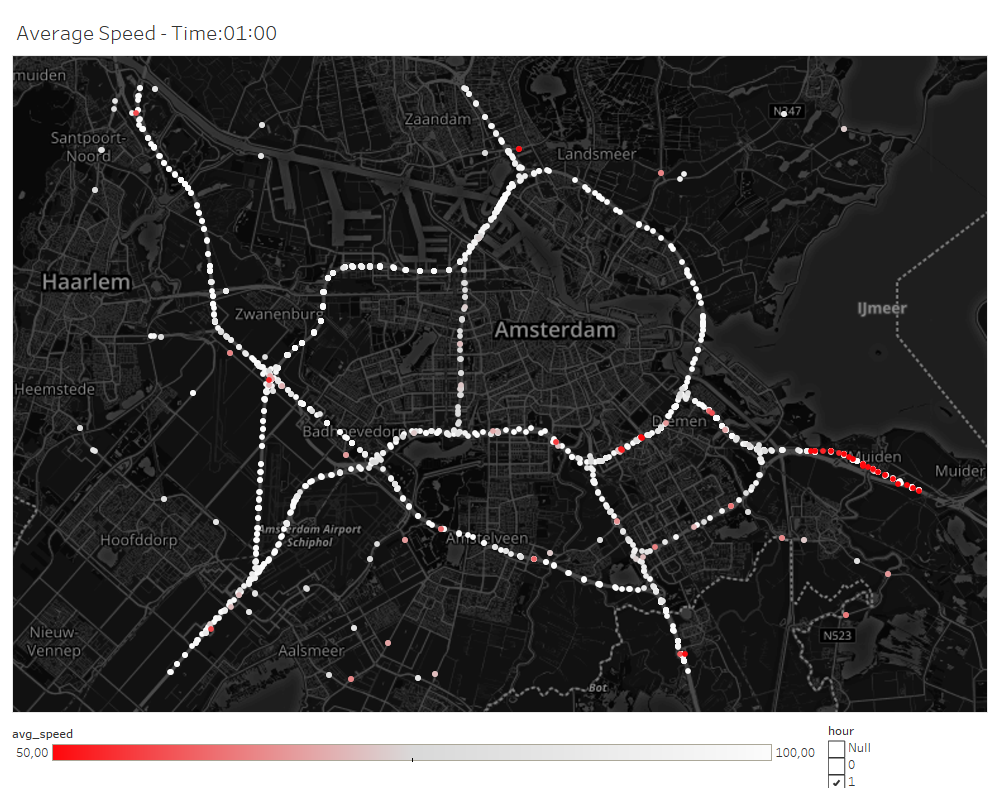 Average Speed - Time:01:00
muiden
Zaandam
N247
Santpoort-
Noord
Landsmeer
Haarlem
IJmeer
Zwanenburg
Amsterdam
Heemstede
Badhoevedorp
Diemen
Muiden
Muider
Amsterdam Airport
Schiphol
Hoofddorp
Amstelveen
Nieuw-
Vennep
N523
Aalsmeer
Bot
avg_speed
50,00
100,00
hour
Null
0
1